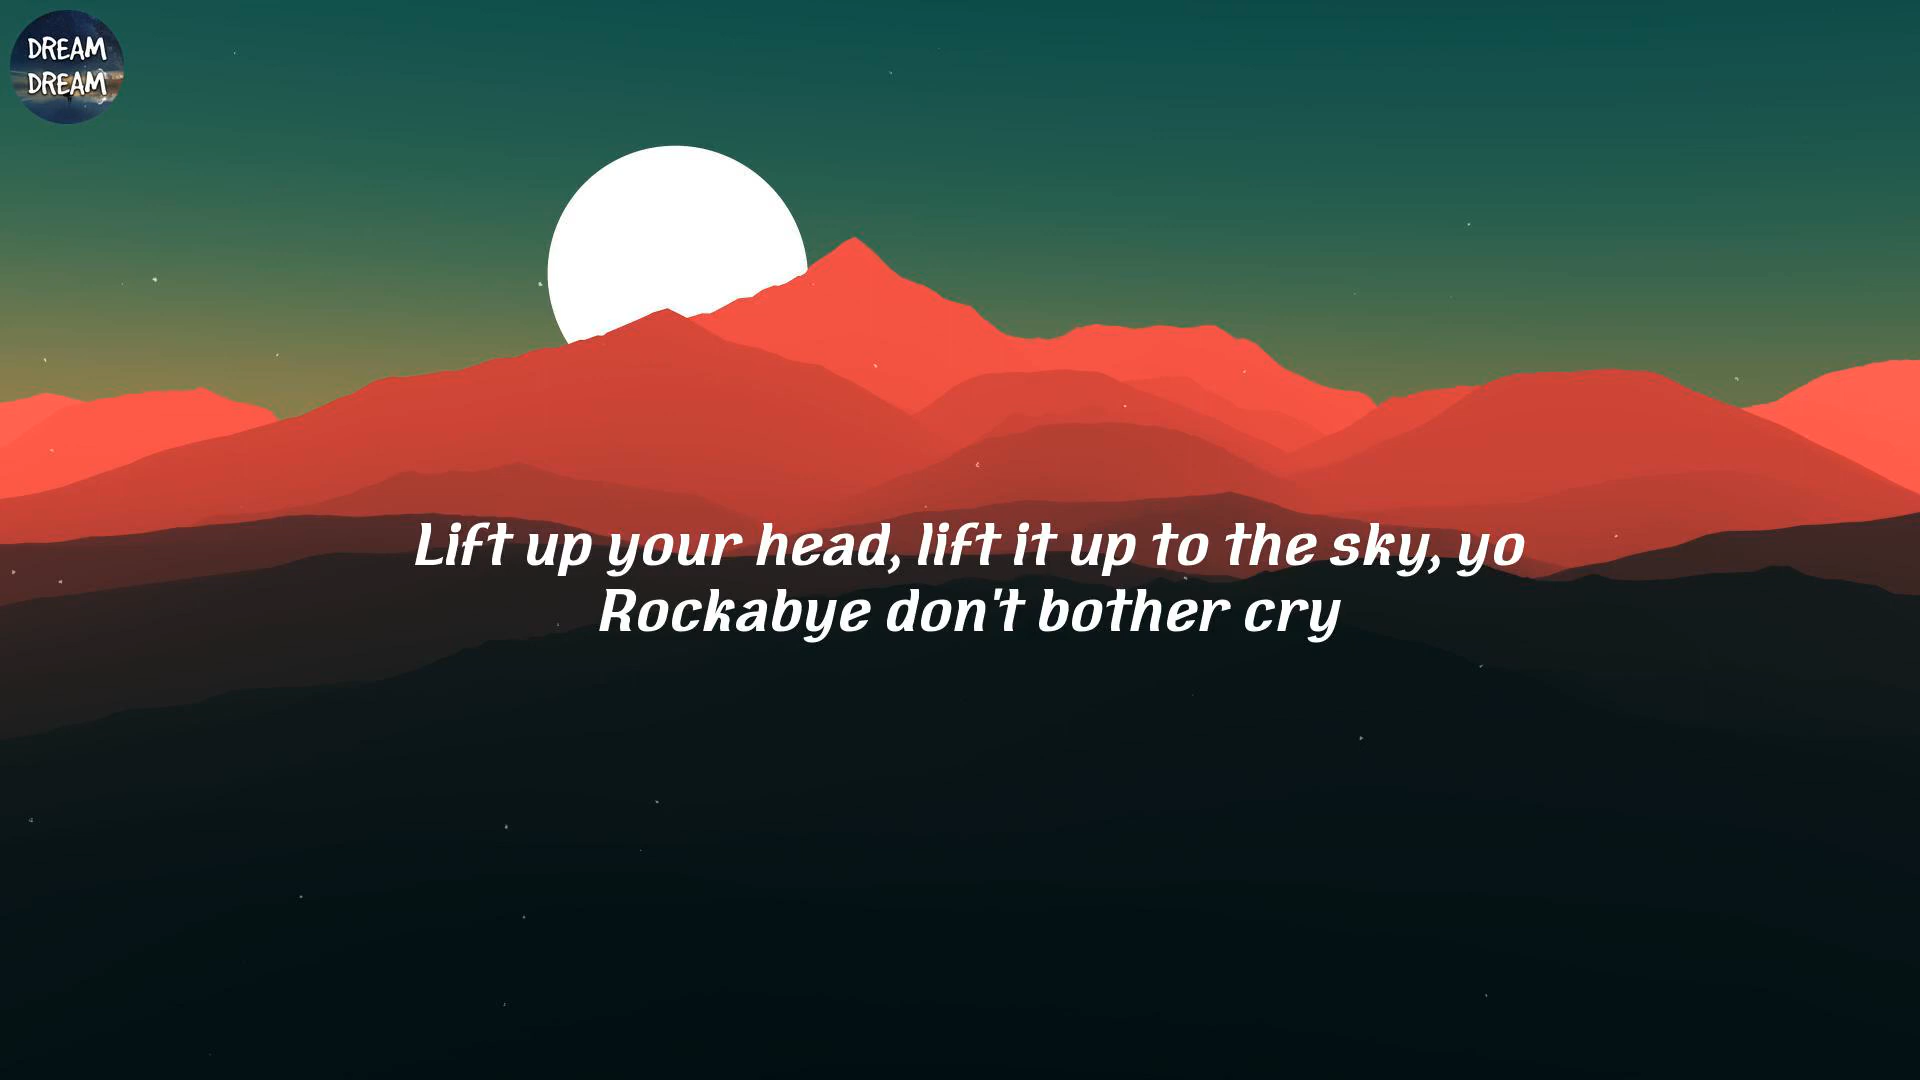 DREAM
DREAM
Lift up your head, lift it up to the sky, yo
Rockabye don't bother cry